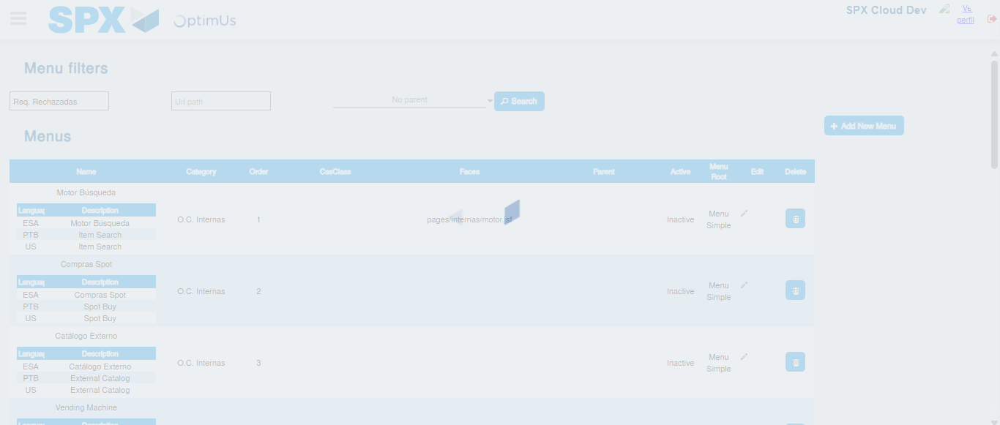 SPX OptimUs
SPX Cloud Dev
perfil
Menu filters
Req. Rechazadas
Url path
No parent
Search
Menus
Add New Menu
Name Category Order CssClass Faces Parent Active Menu Root Edit Delete
Motor Búsqueda
Languag Description
ESA Motor Búsqueda
PTB Item Search
US Item Search
O.C. Internas 1 pages/internas/motor.jsf Inactive Menu Simple
Compras Spot
Languag Description
ESA Compras Spot
PTB Spot Buy
US Spot Buy
O.C. Internas 2 Inactive Menu Simple
Catálogo Externo
Languag Description
ESA Catálogo Externo
PTB External Catalog
US External Catalog
O.C. Internas 3 Inactive Menu Simple
Vending Machine
Languag Description